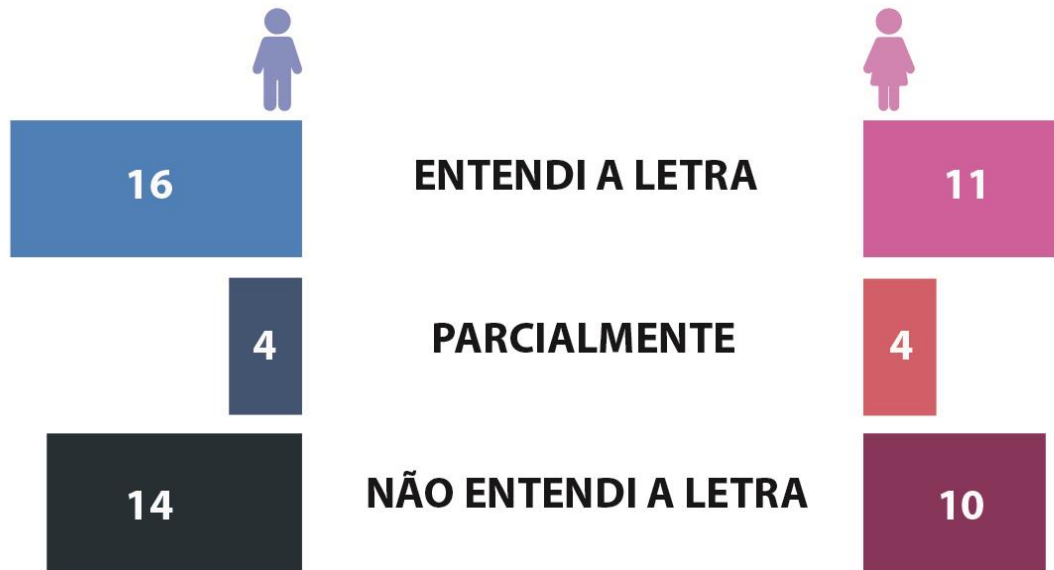 16 ENTENDI A LETRA 11
4 PARCIALMENTE 4
14 NÃO ENTENDI A LETRA 10